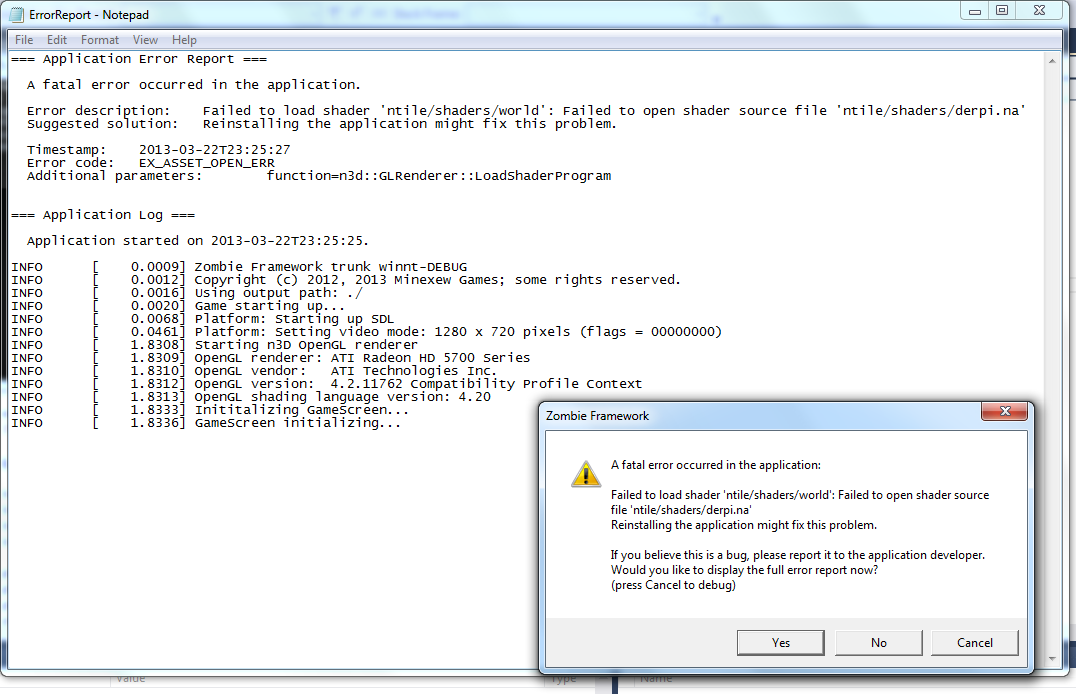 ErrorReport - Notepad
File Edit Format View Help
=== Application Error Report ===
A fatal error occurred in the application.
Error description: Failed to load shader 'ntile/shaders/world': Failed to open shader source file 'ntile/shaders/derpi.na'
Suggested solution: Reinstalling the application might fix this problem.
Timestamp: 2013-03-22T23:25:27
Error code: EX_ASSET_OPEN_ERR
Additional parameters: function=n3d::GLRenderer::LoadShaderProgram
=== Application Log ===
Application started on 2013-03-22T23:25:25.
INFO [ 0.0009] Zombie Framework trunk winnt-DEBUG
INFO [ 0.0012] Copyright (c) 2012, 2013 Minexew Games; some rights reserved.
INFO [ 0.0016] Using output path: ./
INFO [ 0.0020] Game starting up...
INFO [ 0.0068] Platform: Starting up SDL
INFO [ 0.0461] Platform: Setting video mode: 1280 x 720 pixels (flags = 00000000)
INFO [ 1.8308] Starting n3D OpenGL renderer
INFO [ 1.8309] OpenGL renderer: ATI Radeon HD 5700 Series
INFO [ 1.8310] OpenGL vendor: ATI Technologies Inc.
INFO [ 1.8312] OpenGL version: 4.2.11762 Compatibility Profile Context
INFO [ 1.8313] OpenGL shading language version: 4.20
INFO [ 1.8333] Inititalizing GameScreen...
INFO [ 1.8336] GameScreen initializing...
Zombie Framework
A fatal error occurred in the application:
Failed to load shader 'ntile/shaders/world': Failed to open shader source
file 'ntile/shaders/derpi.na'
Reinstalling the application might fix this problem.
If you believe this is a bug, please report it to the application developer.
Would you like to display the full error report now?
(press Cancel to debug)
Yes No Cancel
Value Type Name